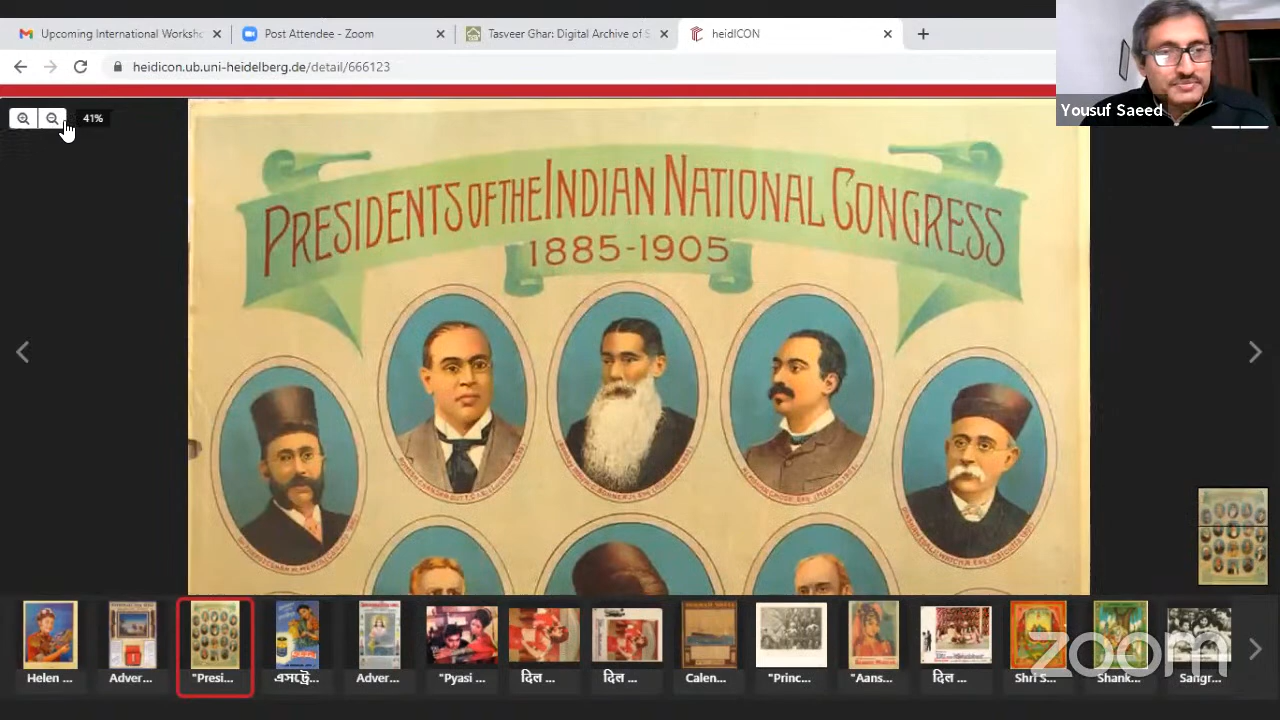 Upcoming International Worksho
Post Attendee - Zoom
Tasveer Ghar: Digital Archive of S
heidICON
heidicon.ub.uni-heidelberg.de/detail/666123
Yousuf Saeed
41%
PRESIDENTS OF THE INDIAN NATIONAL CONGRESS
1885-1905
Helen ...
Adver...
"Presi...
এসট্রে...
Adver...
"Pyasi ...
दिल ...
दिल ...
Calen...
"Princ...
"Aans...
दिल ...
Shri S...
Shank...
Sangr...
zoom